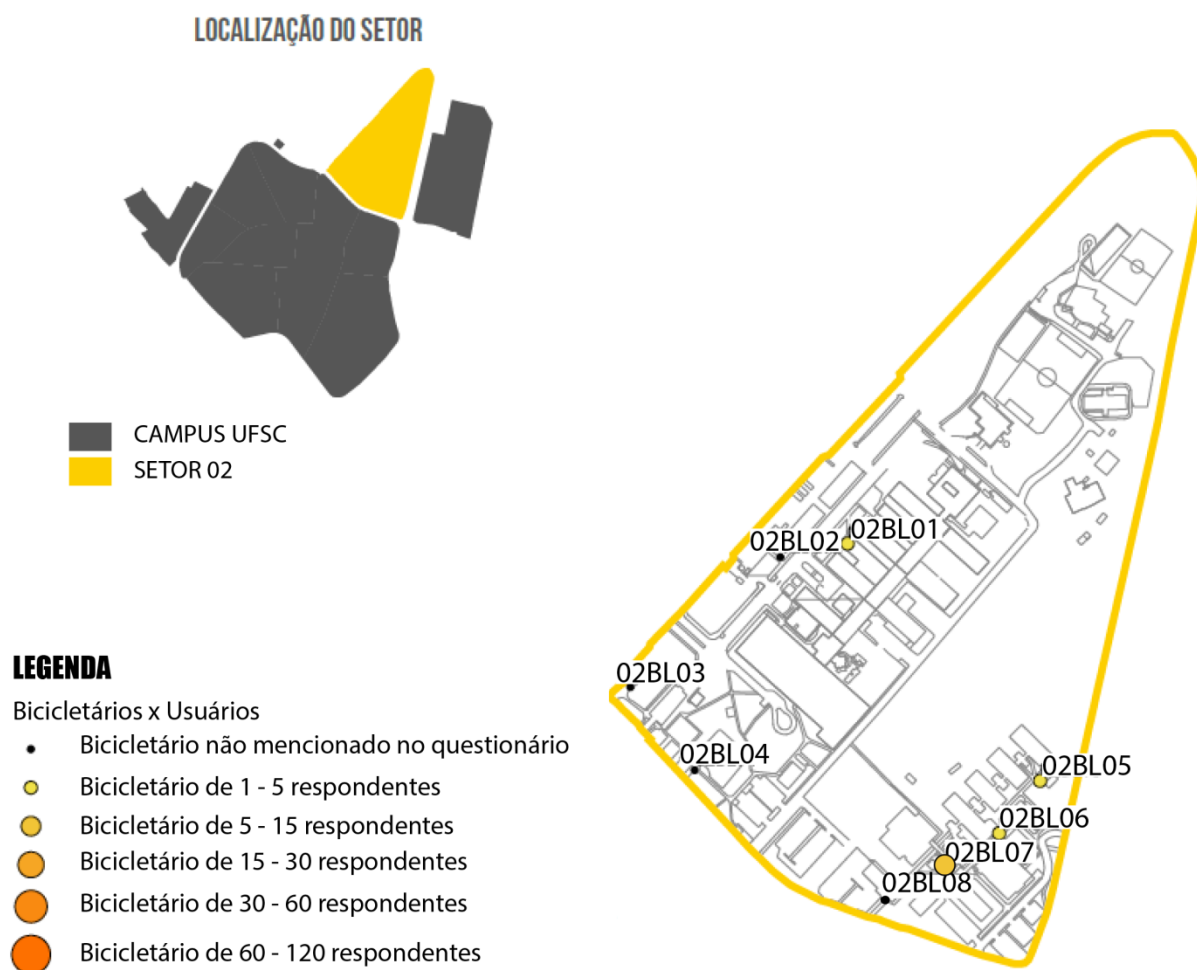 LOCALIZAÇÃO DO SETOR
CAMPUS UFSC
SETOR 02
LEGENDA
Bicicletários x Usuários
Bicicletário não mencionado no questionário
Bicicletário de 1 - 5 respondentes
Bicicletário de 5 - 15 respondentes
Bicicletário de 15 - 30 respondentes
Bicicletário de 30 - 60 respondentes
Bicicletário de 60 - 120 respondentes
02BL01
02BL02
02BL03
02BL04
02BL05
02BL06
02BL07
02BL08